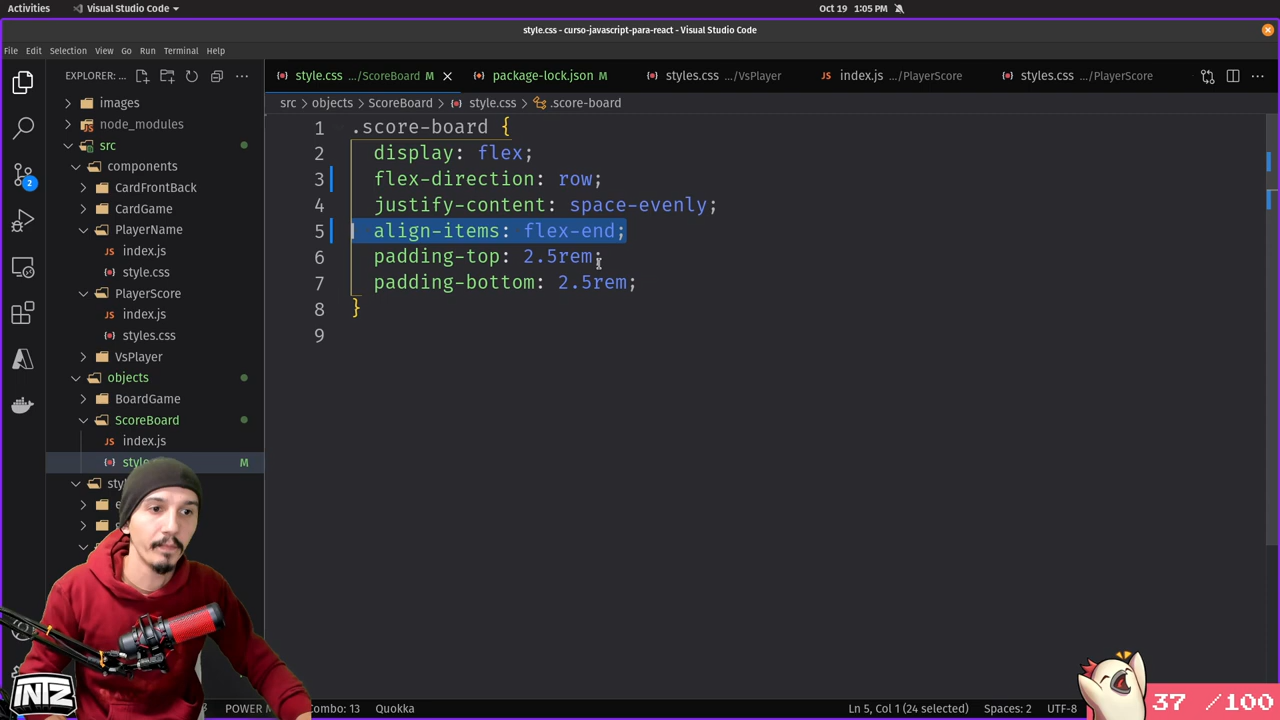 Activities
Visual Studio Code
Oct 19 1:05 PM
style.css - curso-javascript-para-react - Visual Studio Code
File Edit Selection View Go Run Terminal Help
EXPLORER: ...
style.css .../ScoreBoard M
package-lock.json M
styles.css .../VsPlayer
index.js .../PlayerScore
styles.css .../PlayerScore
src > objects > ScoreBoard > style.css > .score-board
images
node_modules
src
components
CardFrontBack
CardGame
PlayerName
JS index.js
style.css
PlayerScore
JS index.js
styles.css
VsPlayer
objects
BoardGame
ScoreBoard
JS index.js
M
2
1 .score-board {
2 display: flex;
3 flex-direction: row;
4 justify-content: space-evenly;
5 align-items: flex-end;
6 padding-top: 2.5rem;
7 padding-bottom: 2.5rem;
8 }
9
INTZ
POWER Combo: 13 Quokka
Ln 5, Col 1 (24 selected) Spaces: 2 UTF-8
37 /100